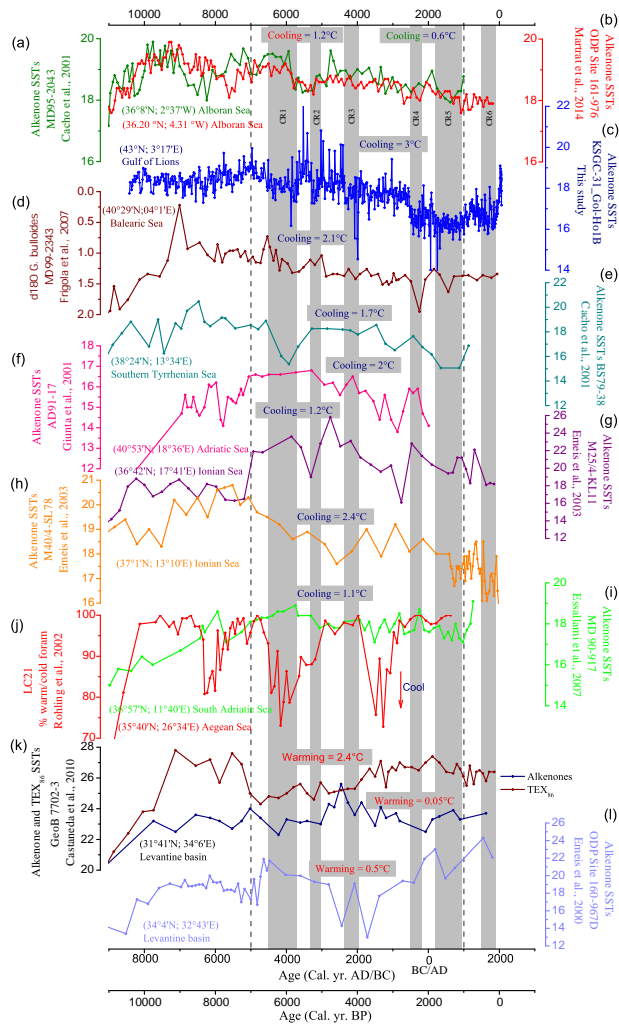 10000 8000 6000 4000 2000 0
(a)
Alkenone SSTs
MD95-2043
Cacho et al., 2001
20
19
18
16
Cooling = 1.2°C
Cooling = 0.6°C
(36°8'N; 2°37'W) Alboran Sea
(36.20 °N; 4.31 °W) Alboran Sea
CR1
CR2
CR3
CR4
CR5
CR6
(b)
20
19
18
16
Alkenone SSTs
ODP Site 161-976
Martrat et al., 2014
(c)
22
20
18
16
14
Alkenone SSTs
KSGC-31_Gol-Ho1B
This study
(43°N; 3°17'E)
Gulf of Lions
Cooling = 3°C
(d)
0.0
0.5
1.0
1.5
2.0
d18O G. bulloides
MD99-2343
Frigola et al., 2007
(40°29'N;04°1'E)
Balearic Sea
Cooling = 2.1°C
(e)
22
20
18
16
14
12
Alkenone SSTs BS79-38
Cacho et al., 2001
Cooling = 1.7°C
(38°24'N; 13°34'E)
Southern Tyrrhenian Sea
(f)
18
17
16
15
14
13
12
Alkenone SSTs
AD91-17
Giunta et al., 2001
Cooling = 2°C
Cooling = 1.2°C
(40°53'N, 18°36'E) Adriatic Sea
(g)
26
24
22
20
18
16
14
12
Alkenone SSTs
M25/4-KL11
Emeis et al., 2003
(36°42'N; 17°41'E) Ionian Sea
(h)
21
20
19
18
17
16
Alkenone SSTs
M40/4-SL78
Emeis et al., 2003
Cooling = 2.4°C
(37°1'N; 13°10'E) Ionian Sea
Cooling = 1.1°C
(i)
20
18
16
14
Alkenone SSTs
MD 90-917
Essallami et al., 2007
(j)
100
90
80
70
LC21
% warm/cold foram
Rohling et al., 2002
Cool
(36°57'N; 11°40'E) South Adriatic Sea
(35°40'N; 26°34'E) Aegean Sea
(k)
28
26
24
22
20
Alkenone and TEX86 SSTs
GeoB 7702-3
Castaneda et al., 2010
Warming = 2.4°C
Warming = 0.05°C
Alkenones
TEX86
(31°41'N; 34°6'E)
Levantine basin
(l)
24
22
20
18
16
14
12
Alkenone SSTs
ODP Site 160-967D
Emeis et al., 2000
Warming = 0.5°C
(34°4'N; 32°43'E)
Levantine basin
BC/AD
8000 6000 4000 2000 0 2000
Age (Cal. yr. AD/BC)
10000 8000 6000 4000 2000 0
Age (Cal. yr. BP)